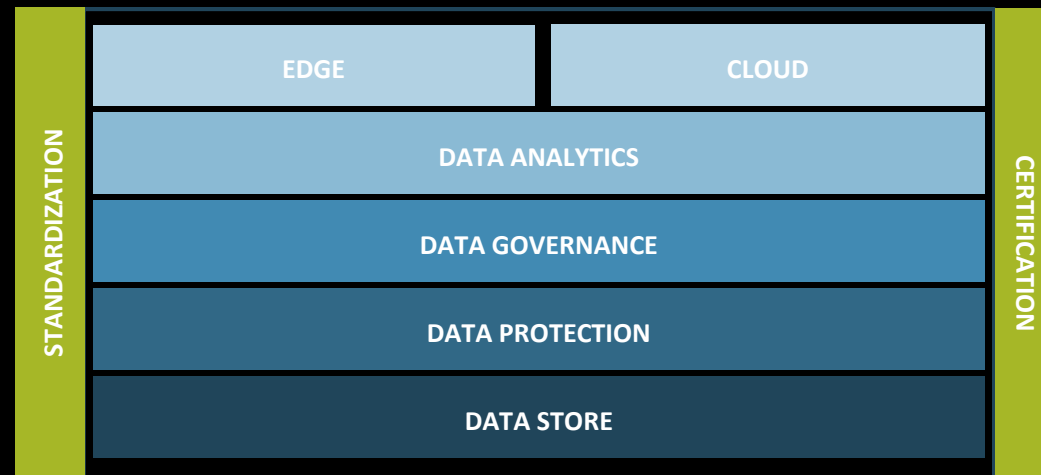 STANDARDIZATION
EDGE
CLOUD
DATA ANALYTICS
DATA GOVERNANCE
DATA PROTECTION
DATA STORE
CERTIFICATION